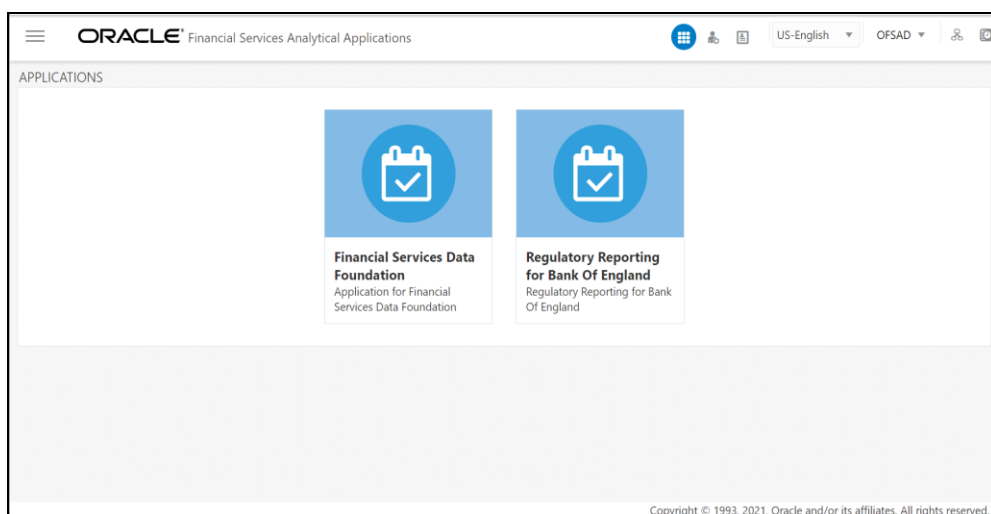 ORACLE® Financial Services Analytical Applications
US-English
OFSAD
APPLICATIONS
Financial Services Data
Foundation
Application for Financial
Services Data Foundation
Regulatory Reporting
for Bank Of England
Regulatory Reporting for Bank
Of England
Copyright © 1993, 2021, Oracle and/or its affiliates. All rights reserved.